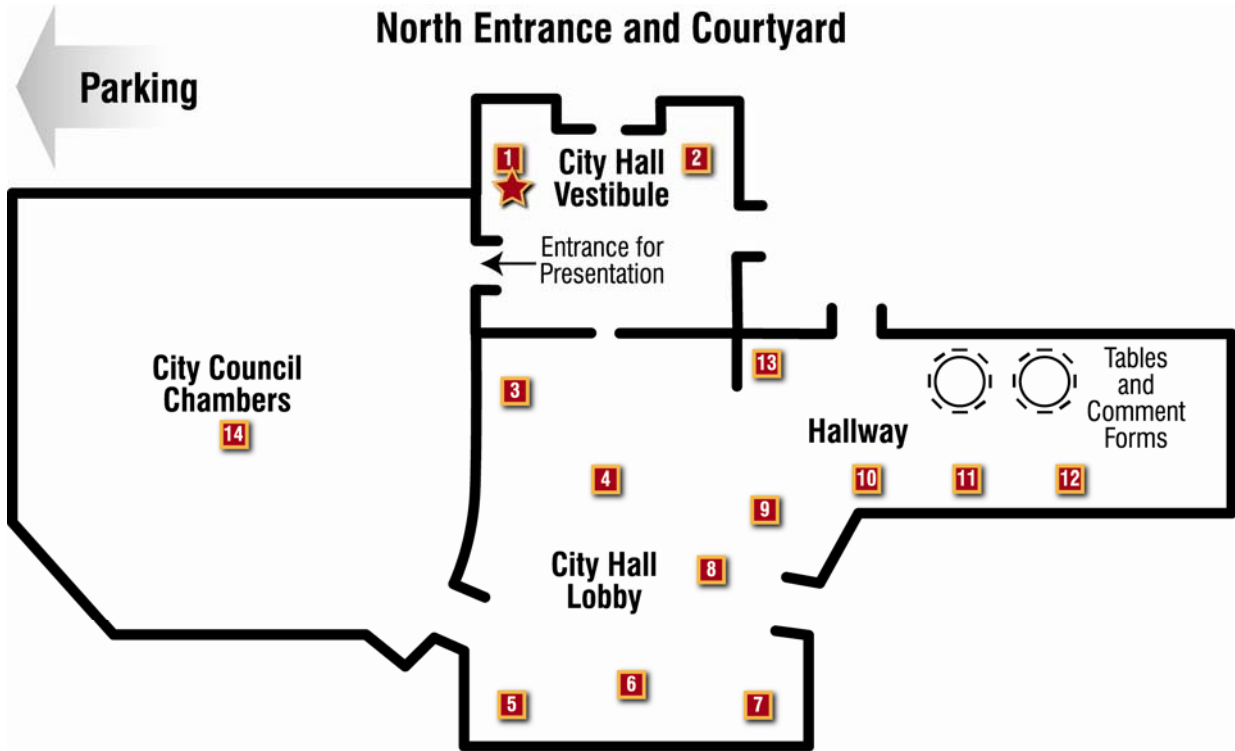 North Entrance and Courtyard
Parking
1
City Hall
Vestibule
2
Entrance for
Presentation
City Council
Chambers
14
3
13
Tables
and
Comment
Forms
Hallway
4
10
11
12
9
City Hall
Lobby
8
5
6
7